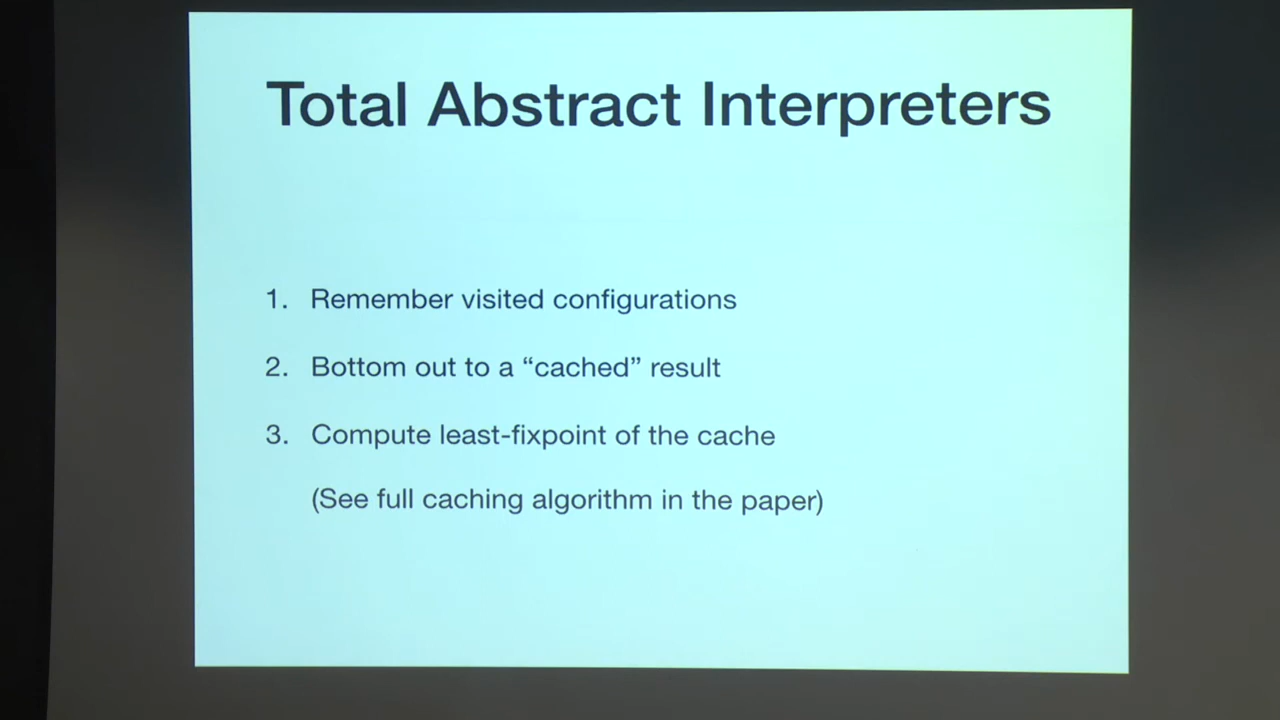 Total Abstract Interpreters
1. Remember visited configurations
2. Bottom out to a “cached” result
3. Compute least-fixpoint of the cache
(See full caching algorithm in the paper)